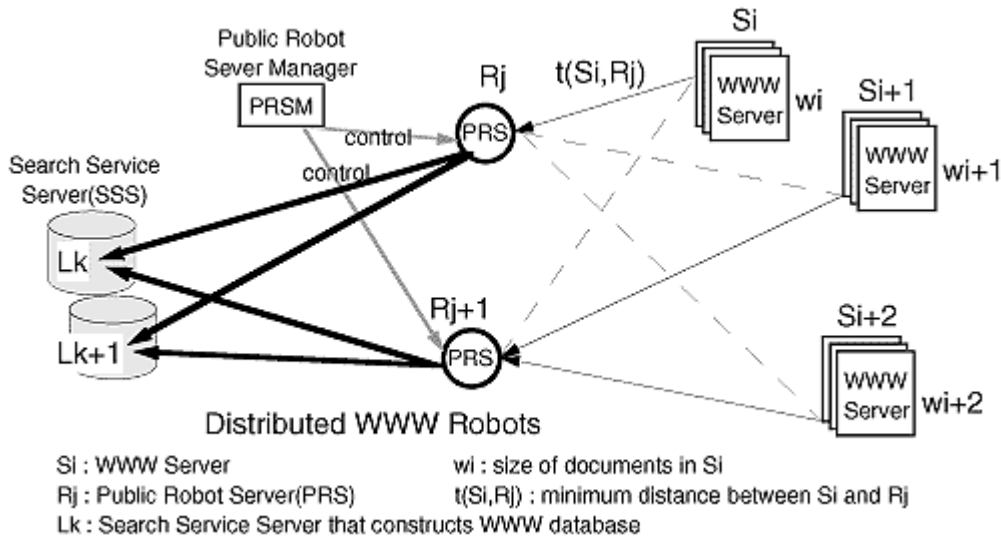 Public Robot
Sever Manager
PRSM
control
control
Search Service
Server(SSS)
Lk
Lk+1
Rj
PRS
Rj+1
PRS
t(Si,Rj)
Si
WWW
Server
wi
Si+1
WWW
Server
wi+1
Si+2
WWW
Server
wi+2
Distributed WWW Robots
Si : WWW Server
wi : size of documents in Si
Rj : Public Robot Server(PRS)
t(Si,Rj) : minimum distance between Si and Rj
Lk : Search Service Server that constructs WWW database